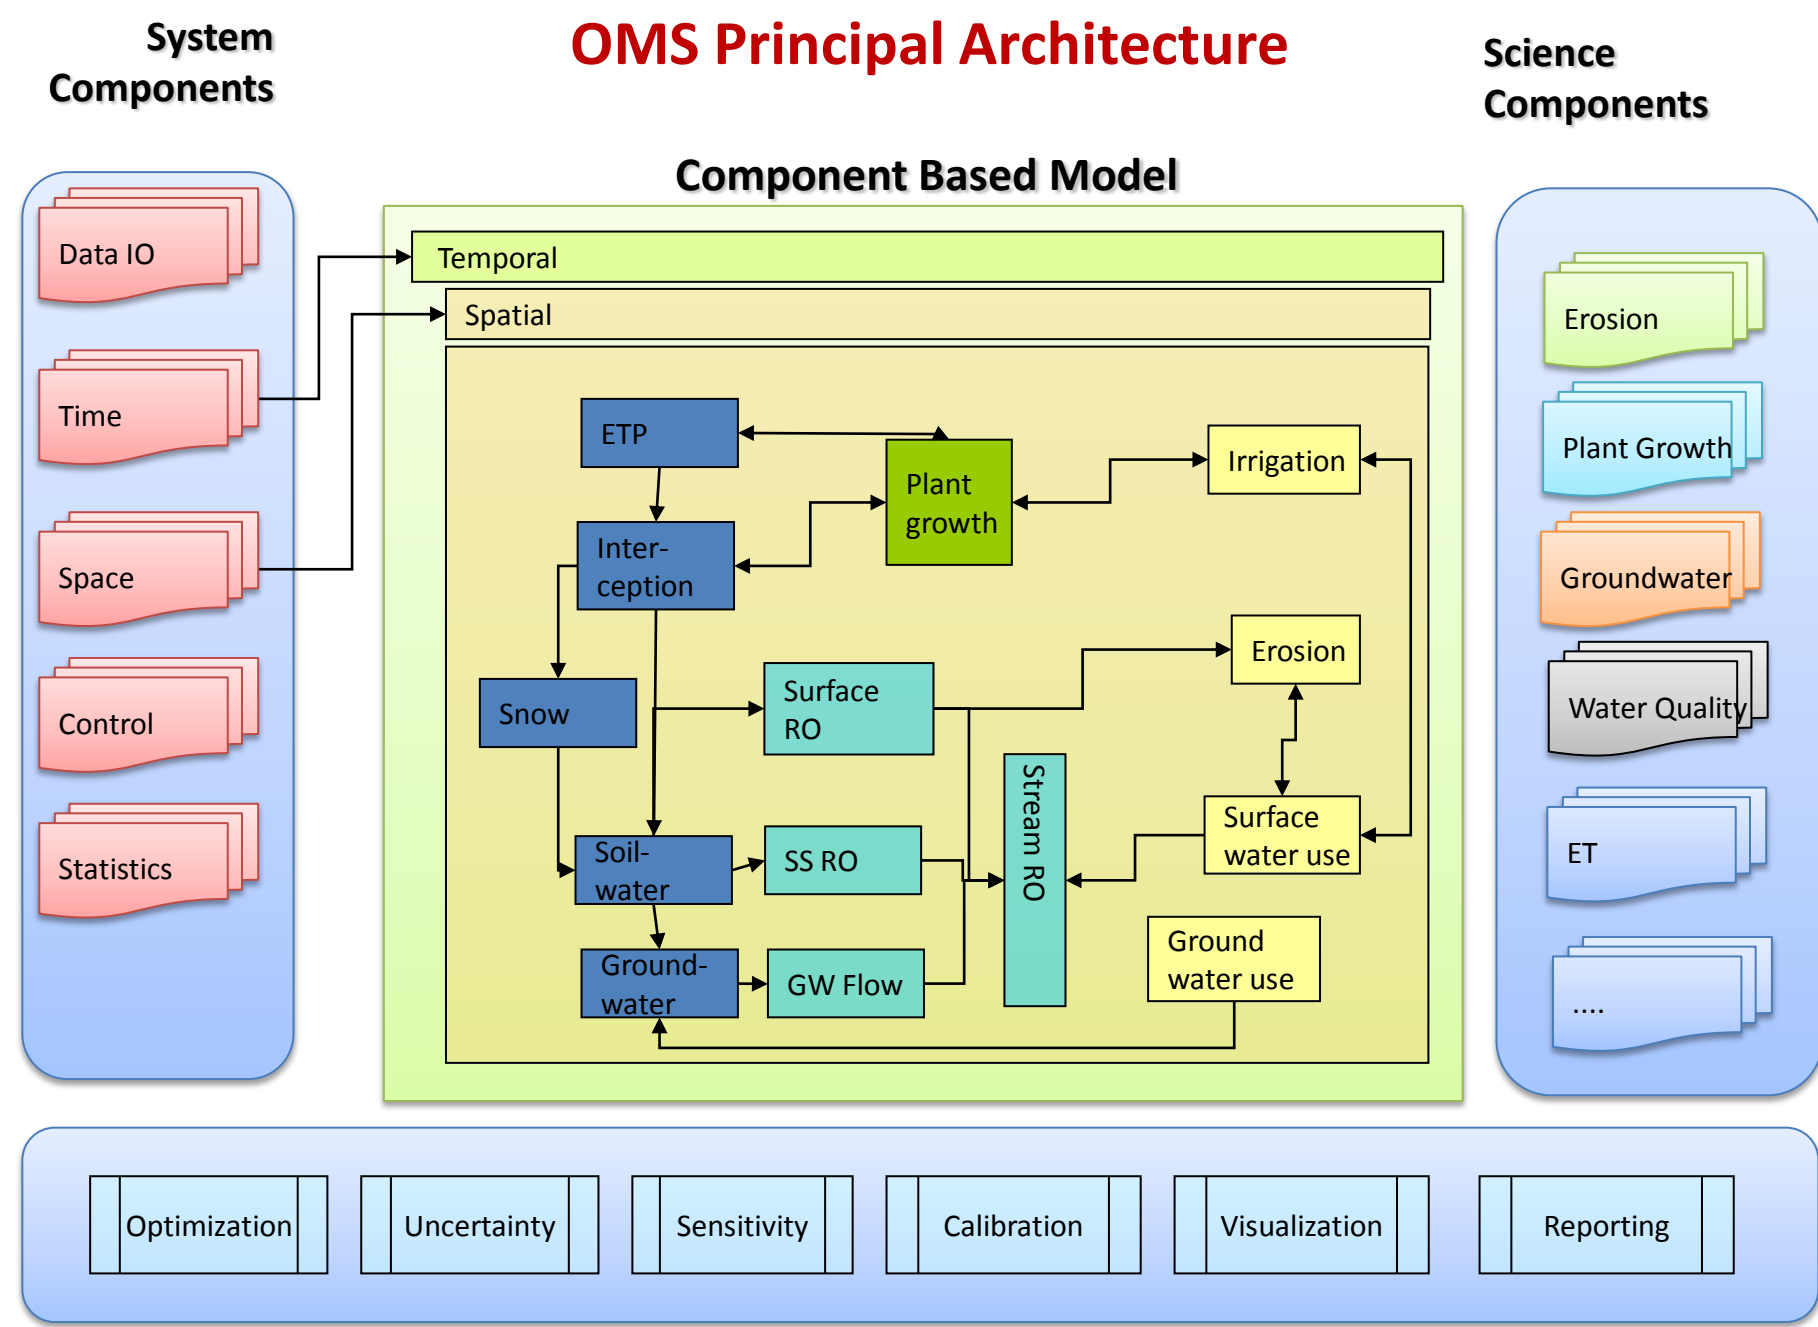 System
Components
OMS Principal Architecture
Science
Components
Component Based Model
Data IO
Time
Space
Control
Statistics
Temporal
Spatial
ETP
Plant
growth
Irrigation
Inter-
ception
Erosion
Snow
Surface
RO
Stream RO
Surface
water use
Soil-
water
SS RO
Ground
water use
Ground-
water
GW Flow
Erosion
Plant Growth
Groundwater
Water Quality
ET
....
Optimization
Uncertainty
Sensitivity
Calibration
Visualization
Reporting